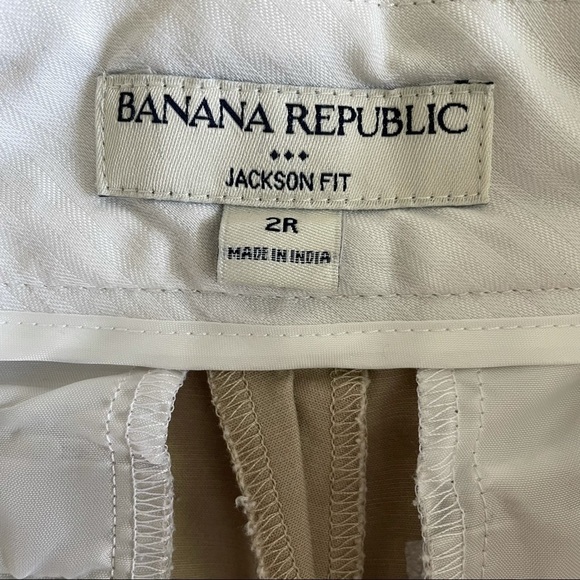 BANANA REPUBLIC
JACKSON FIT
2R
MADE IN INDIA